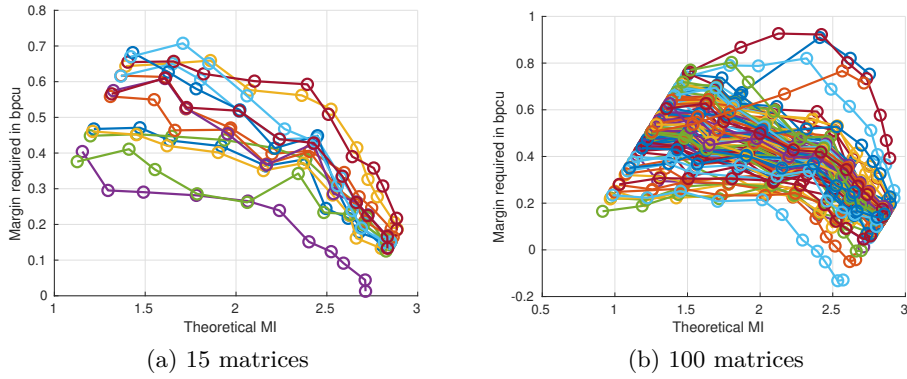 0.8
0.7
0.6
0.5
0.4
0.3
0.2
0.1
0
1 1.5 2 2.5 3
Margin required in bpcu
Theoretical MI
(a) 15 matrices
1
0.8
0.6
0.4
0.2
0
-0.2
0.5 1 1.5 2 2.5 3
Margin required in bpcu
Theoretical MI
(b) 100 matrices